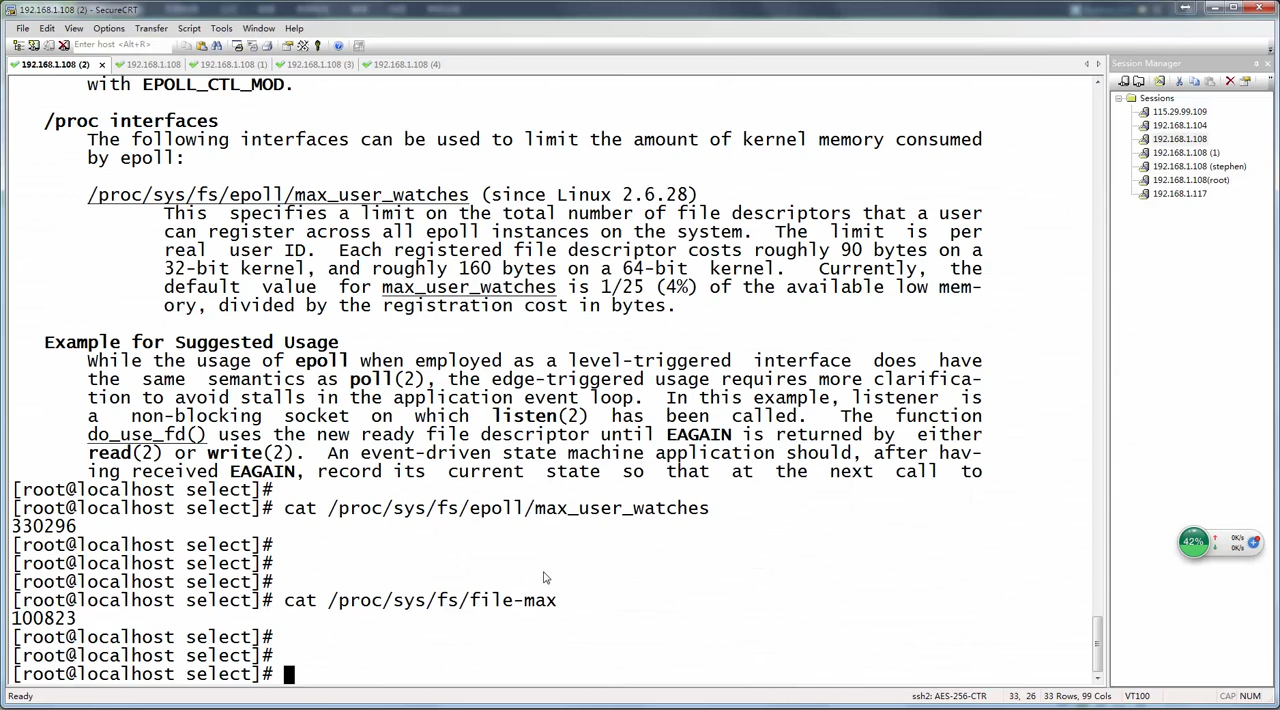 192.168.1.108 (2) - SecureCRT
File Edit View Options Transfer Script Tools Window Help
Enter host <Alt+R>
192.168.1.108 (2) 192.168.1.108 192.168.1.108 (1) 192.168.1.108 (3) 192.168.1.108 (4)
with EPOLL_CTL_MOD.
/proc interfaces
The following interfaces can be used to limit the amount of kernel memory consumed
by epoll:
/proc/sys/fs/epoll/max_user_watches (since Linux 2.6.28)
This specifies a limit on the total number of file descriptors that a user
can register across all epoll instances on the system. The limit is per
real user ID. Each registered file descriptor costs roughly 90 bytes on a
32-bit kernel, and roughly 160 bytes on a 64-bit kernel. Currently, the
default value for max_user_watches is 1/25 (4%) of the available low mem-
ory, divided by the registration cost in bytes.
Example for Suggested Usage
While the usage of epoll when employed as a level-triggered interface does have
the same semantics as poll(2), the edge-triggered usage requires more clarifica-
tion to avoid stalls in the application event loop. In this example, listener is
a non-blocking socket on which listen(2) has been called. The function
do_use_fd() uses the new ready file descriptor until EAGAIN is returned by either
read(2) or write(2). An event-driven state machine application should, after hav-
ing received EAGAIN, record its current state so that at the next call to
[root@localhost select]#
[root@localhost select]# cat /proc/sys/fs/epoll/max_user_watches
330296
[root@localhost select]#
[root@localhost select]#
[root@localhost select]#
[root@localhost select]# cat /proc/sys/fs/file-max
100823
[root@localhost select]#
[root@localhost select]#
[root@localhost select]#
Session Manager
Sessions
115.29.99.109
192.168.1.104
192.168.1.108
192.168.1.108 (1)
192.168.1.108 (stephen)
192.168.1.108(root)
192.168.1.117
42%
0K/s
0K/s
Ready ssh2: AES-256-CTR 33, 26 33 Rows, 99 Cols VT100 CAP NUM